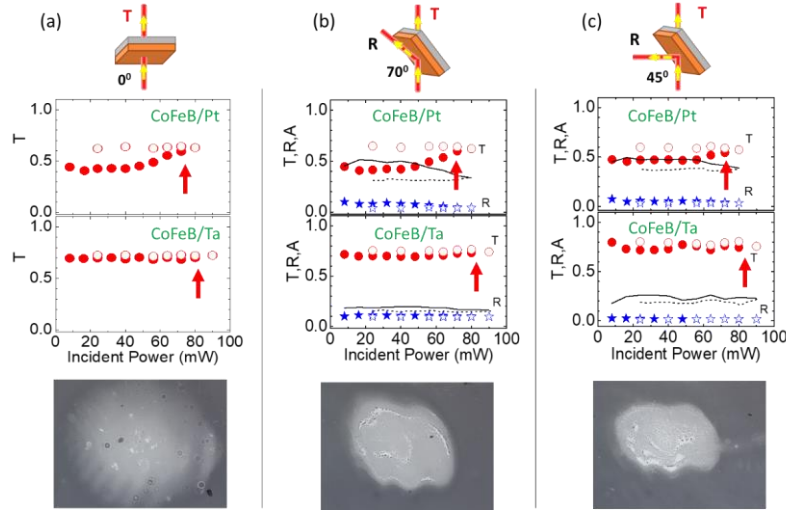 (a)
T
0⁰
(b)
T
R
70⁰
(c)
T
R
45⁰
1.0
CoFeB/Pt
T
0.5
0.0
1.0
CoFeB/Ta
T
0.5
0.0
0 20 40 60 80 100
Incident Power (mW)
1.0
CoFeB/Pt
T,R,A
0.5
T
R
0.0
1.0
CoFeB/Ta
T,R,A
0.5
T
R
0.0
0 20 40 60 80 100
Incident Power (mW)
1.0
CoFeB/Pt
T,R,A
0.5
T
R
0.0
1.0
CoFeB/Ta
T,R,A
0.5
T
R
0.0
0 20 40 60 80 100
Incident Power (mW)